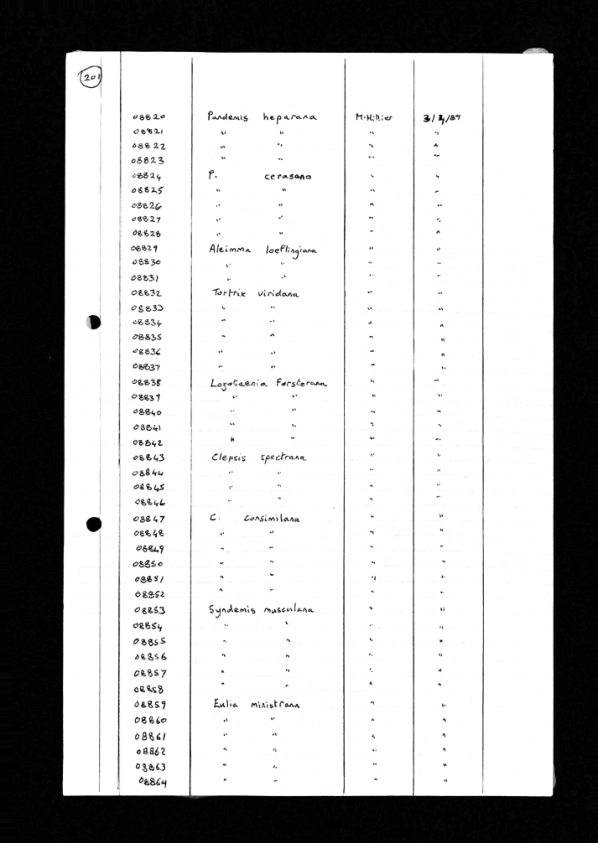 201
08820 Pandemis heparana M. Hillier 3/2/87
08821 " " " "
08822 " " " "
08823 " " " "
08824 P. cerasana " "
08825 " " " "
08826 " " " "
08827 " " " "
08828 " " " "
08829 Aleimma loeflingiana " "
08830 " " " "
08831 " " " "
08832 Tortrix viridana " "
08833 " " " "
08834 " " " "
08835 " " " "
08836 " " " "
08837 " " " "
08838 Lozotaenia forsterana " "
08839 " " " "
08840 " " " "
08841 " " " "
08842 " " " "
08843 Clepsis spectrana " "
08844 " " " "
08845 " " " "
08846 " " " "
08847 C. consimilana " "
08848 " " " "
08849 " " " "
08850 " " " "
08851 " " " "
08852 " " " "
08853 Syndemis musculana " "
08854 " " " "
08855 " " " "
08856 " " " "
08857 " " " "
08858 " " " "
08859 Eulia ministrana " "
08860 " " " "
08861 " " " "
08862 " " " "
08863 " " " "
08864 " " " "